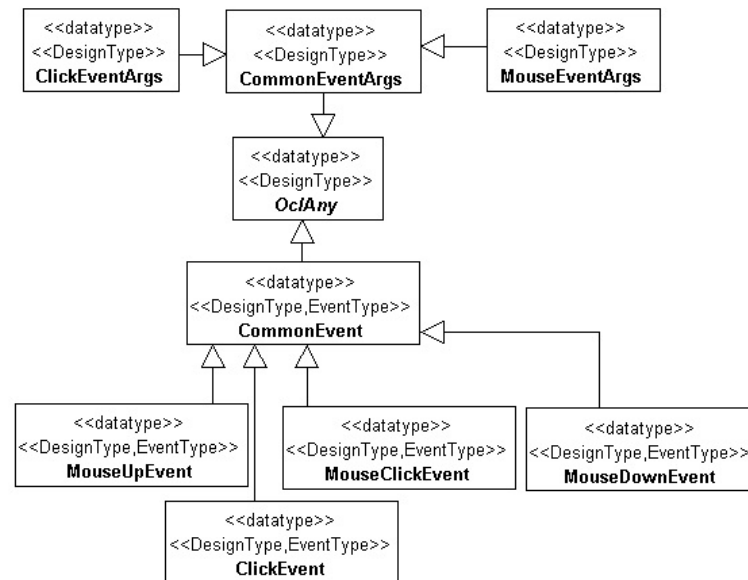 <<datatype>>
<<DesignType>>
ClickEventArgs
<<datatype>>
<<DesignType>>
CommonEventArgs
<<datatype>>
<<DesignType>>
MouseEventArgs
<<datatype>>
<<DesignType>>
OclAny
<<datatype>>
<<DesignType,EventType>>
CommonEvent
<<datatype>>
<<DesignType,EventType>>
MouseUpEvent
<<datatype>>
<<DesignType,EventType>>
MouseClickEvent
<<datatype>>
<<DesignType,EventType>>
MouseDownEvent
<<datatype>>
<<DesignType,EventType>>
ClickEvent